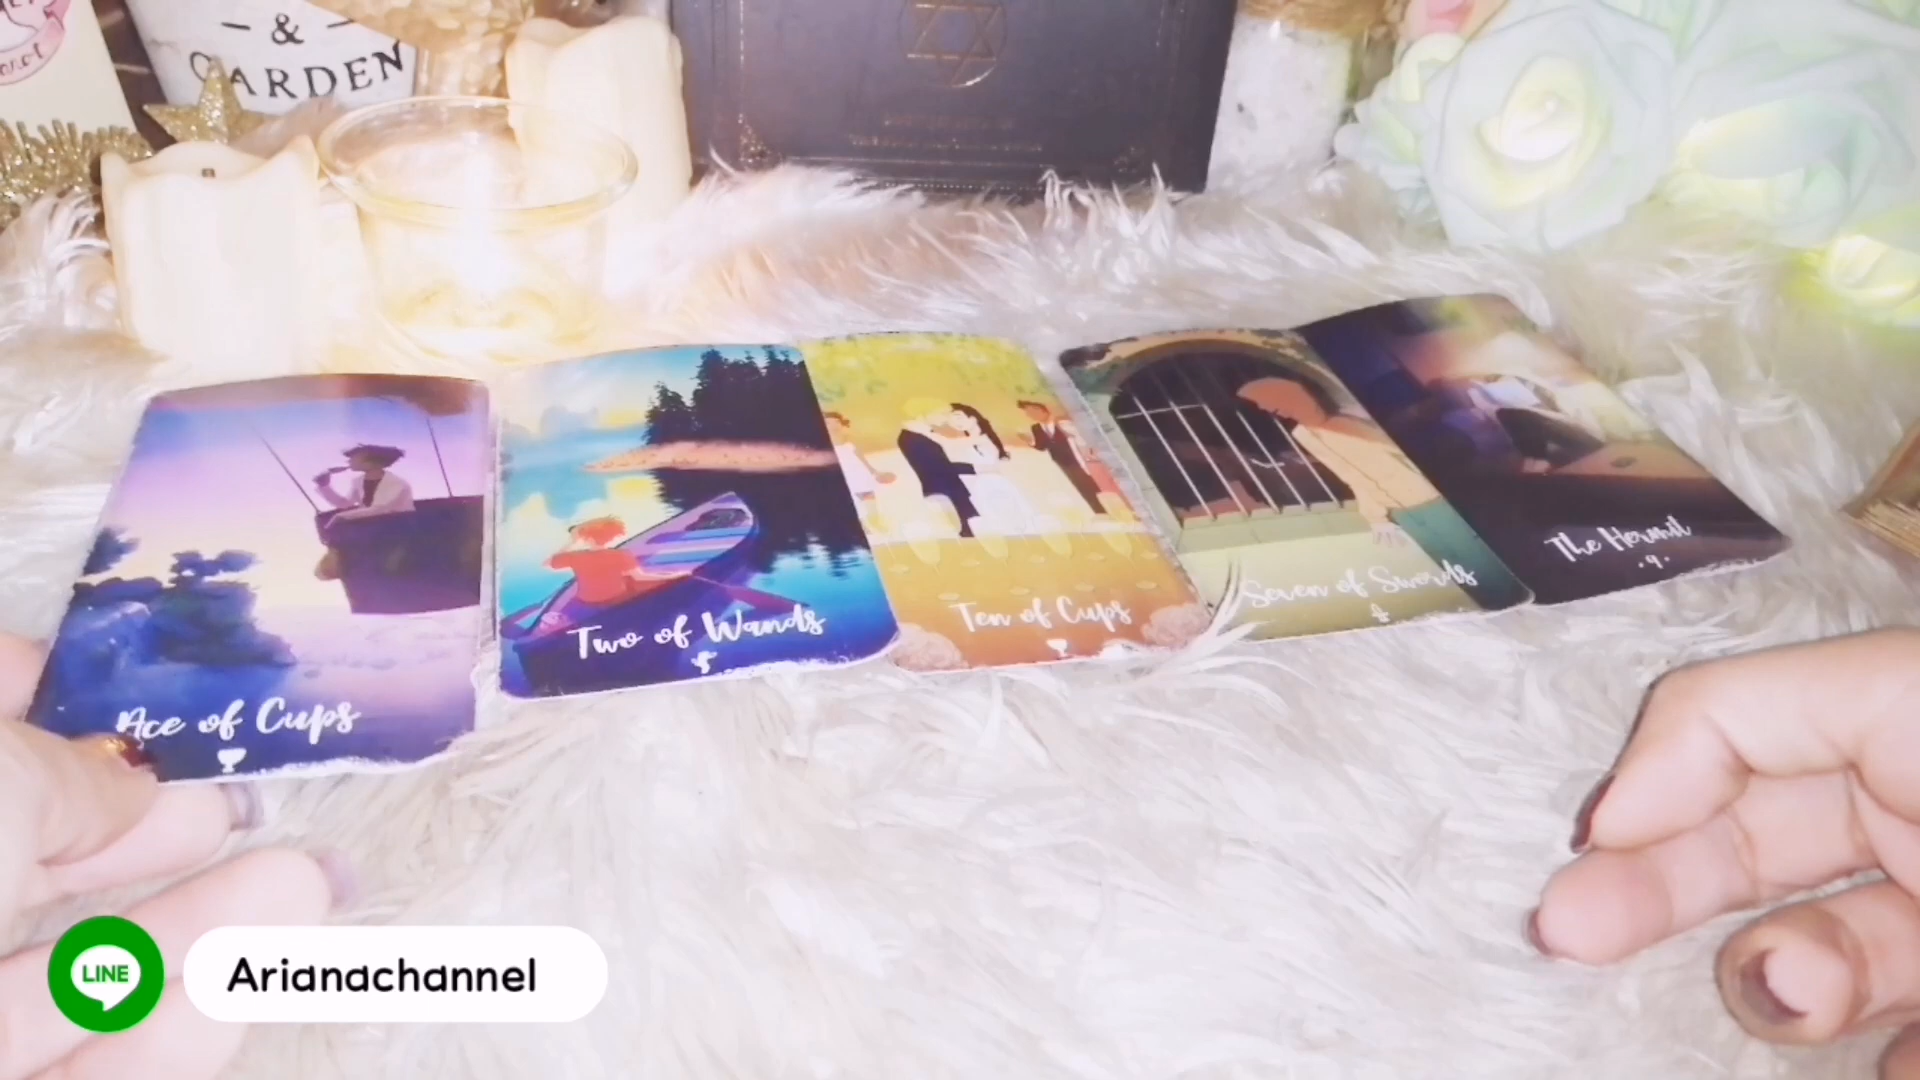 &
GARDEN
Ace of Cups
Two of Wands
Ten of Cups
Seven of Swords
The Hermit
. 9 .
LINE
Arianachannel